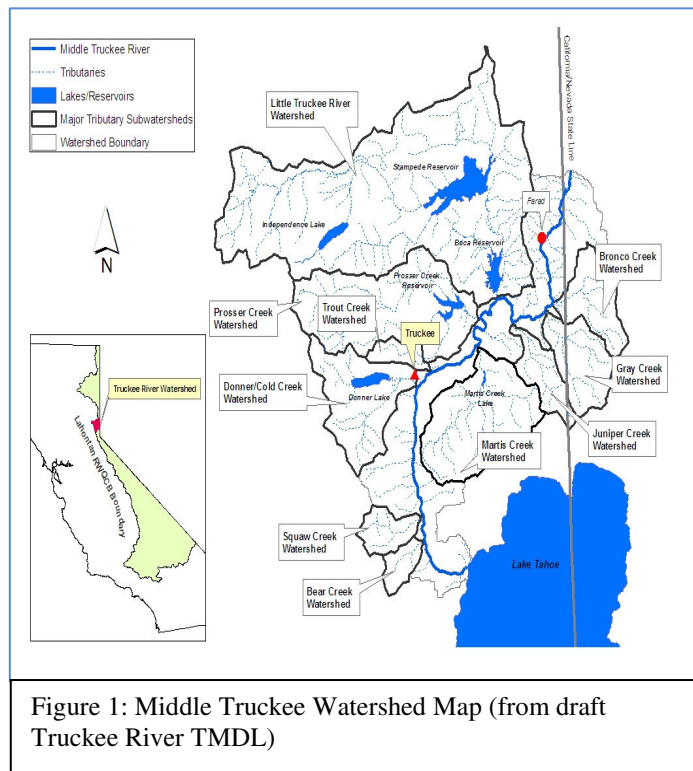 Middle Truckee River
Tributaries
Lakes/Reservoirs
Major Tributary Subwatersheds
Watershed Boundary
N
California/Nevada State Line
Little Truckee River
Watershed
Stampede Reservoir
Independence Lake
Farad
Boca Reservoir
Bronco Creek
Watershed
Prosser Creek
Reservoir
Prosser Creek
Watershed
Trout Creek
Watershed
Truckee
Donner/Cold Creek
Watershed
Donner Lake
Martis Creek
Lake
Gray Creek
Watershed
Juniper Creek
Watershed
Martis Creek
Watershed
Squaw Creek
Watershed
Bear Creek
Watershed
Lake Tahoe
Truckee River Watershed
Lahontan RWQCB Boundary
Figure 1: Middle Truckee Watershed Map (from draft
Truckee River TMDL)